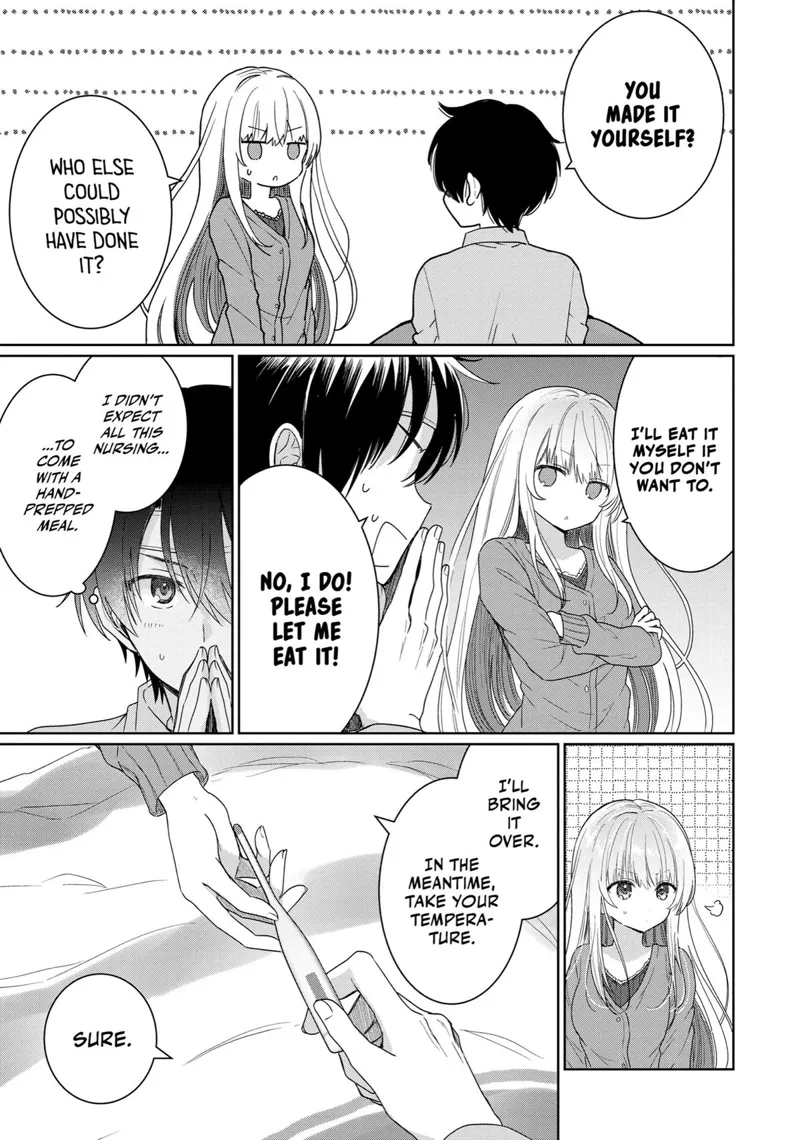 YOU
MADE IT
YOURSELF?
WHO ELSE
COULD
POSSIBLY
HAVE DONE
IT?
I'LL EAT IT
MYSELF IF
YOU DON'T
WANT TO.
NO, I DO!
PLEASE
LET ME
EAT IT!
I DIDN'T
EXPECT
ALL THIS
NURSING...
...TO
COME
WITH A
HAND-
PREPPED
MEAL.
I'LL
BRING
IT
OVER.
IN THE
MEANTIME,
TAKE YOUR
TEMPERA-
TURE.
SURE.